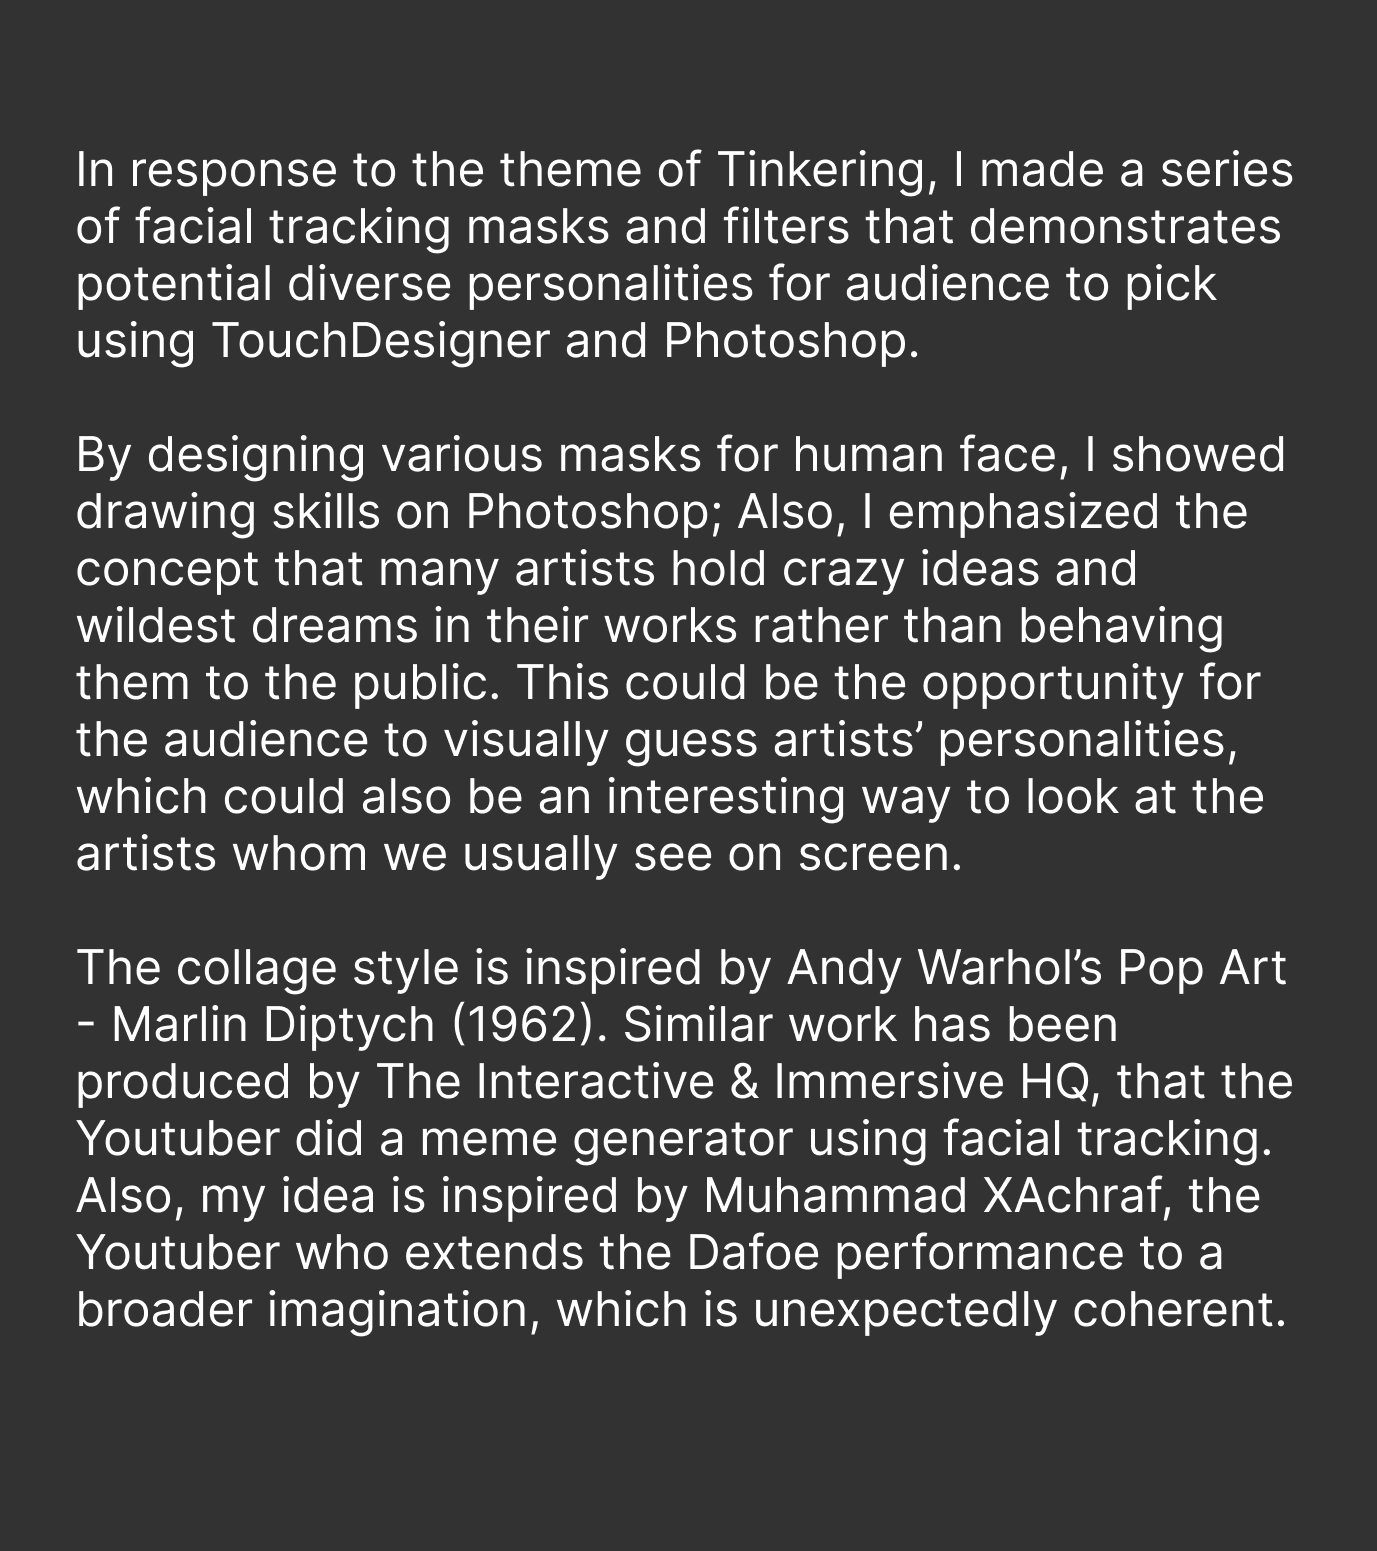 In response to the theme of Tinkering, I made a series
of facial tracking masks and filters that demonstrates
potential diverse personalities for audience to pick
using TouchDesigner and Photoshop.
By designing various masks for human face, I showed
drawing skills on Photoshop; Also, I emphasized the
concept that many artists hold crazy ideas and
wildest dreams in their works rather than behaving
them to the public. This could be the opportunity for
the audience to visually guess artists’ personalities,
which could also be an interesting way to look at the
artists whom we usually see on screen.
The collage style is inspired by Andy Warhol’s Pop Art
- Marlin Diptych (1962). Similar work has been
produced by The Interactive & Immersive HQ, that the
Youtuber did a meme generator using facial tracking.
Also, my idea is inspired by Muhammad XAchraf, the
Youtuber who extends the Dafoe performance to a
broader imagination, which is unexpectedly coherent.